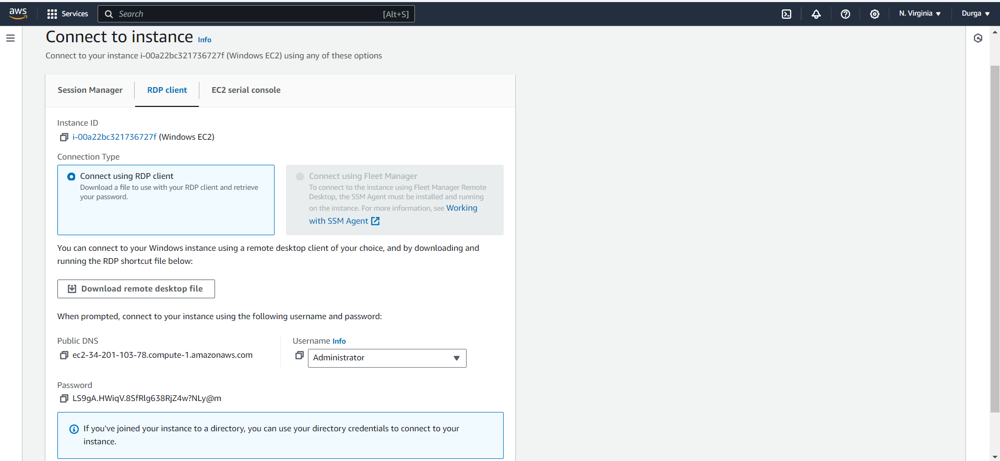 aws
Services
Search
[Alt+S]
N. Virginia
Durga
Connect to instance Info
Connect to your instance i-00a22bc321736727f (Windows EC2) using any of these options
Session Manager
RDP client
EC2 serial console
Instance ID
i-00a22bc321736727f (Windows EC2)
Connection Type
Connect using RDP client
Download a file to use with your RDP client and retrieve
your password.
Connect using Fleet Manager
To connect to the instance using Fleet Manager Remote
Desktop, the SSM Agent must be installed and running
on the instance. For more information, see Working
with SSM Agent
You can connect to your Windows instance using a remote desktop client of your choice, and by downloading and
running the RDP shortcut file below:
Download remote desktop file
When prompted, connect to your instance using the following username and password:
Public DNS
ec2-34-201-103-78.compute-1.amazonaws.com
Username Info
Administrator
Password
LS9gA.HWiqV.8SfRlg638RjZ4w?NLy@m
If you've joined your instance to a directory, you can use your directory credentials to connect to your
instance.